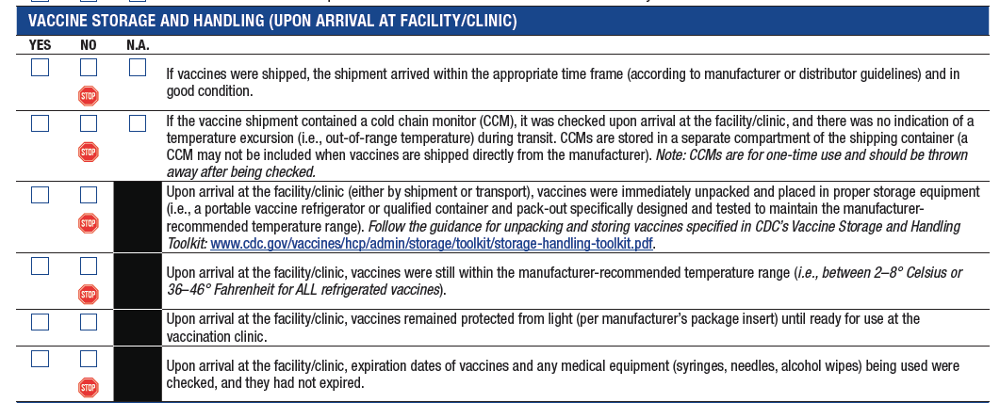 VACCINE STORAGE AND HANDLING (UPON ARRIVAL AT FACILITY/CLINIC)
YES NO N.A.
If vaccines were shipped, the shipment arrived within the appropriate time frame (according to manufacturer or distributor guidelines) and in
good condition.
STOP
If the vaccine shipment contained a cold chain monitor (CCM), it was checked upon arrival at the facility/clinic, and there was no indication of a
temperature excursion (i.e., out-of-range temperature) during transit. CCMs are stored in a separate compartment of the shipping container (a
CCM may not be included when vaccines are shipped directly from the manufacturer). Note: CCMs are for one-time use and should be thrown
away after being checked.
STOP
Upon arrival at the facility/clinic (either by shipment or transport), vaccines were immediately unpacked and placed in proper storage equipment
(i.e., a portable vaccine refrigerator or qualified container and pack-out specifically designed and tested to maintain the manufacturer-
recommended temperature range). Follow the guidance for unpacking and storing vaccines specified in CDC's Vaccine Storage and Handling
Toolkit: www.cdc.gov/vaccines/hcp/admin/storage/toolkit/storage-handling-toolkit.pdf.
STOP
Upon arrival at the facility/clinic, vaccines were still within the manufacturer-recommended temperature range (i.e., between 2–8° Celsius or
36–46° Fahrenheit for ALL refrigerated vaccines).
STOP
Upon arrival at the facility/clinic, vaccines remained protected from light (per manufacturer's package insert) until ready for use at the
vaccination clinic.
Upon arrival at the facility/clinic, expiration dates of vaccines and any medical equipment (syringes, needles, alcohol wipes) being used were
checked, and they had not expired.
STOP